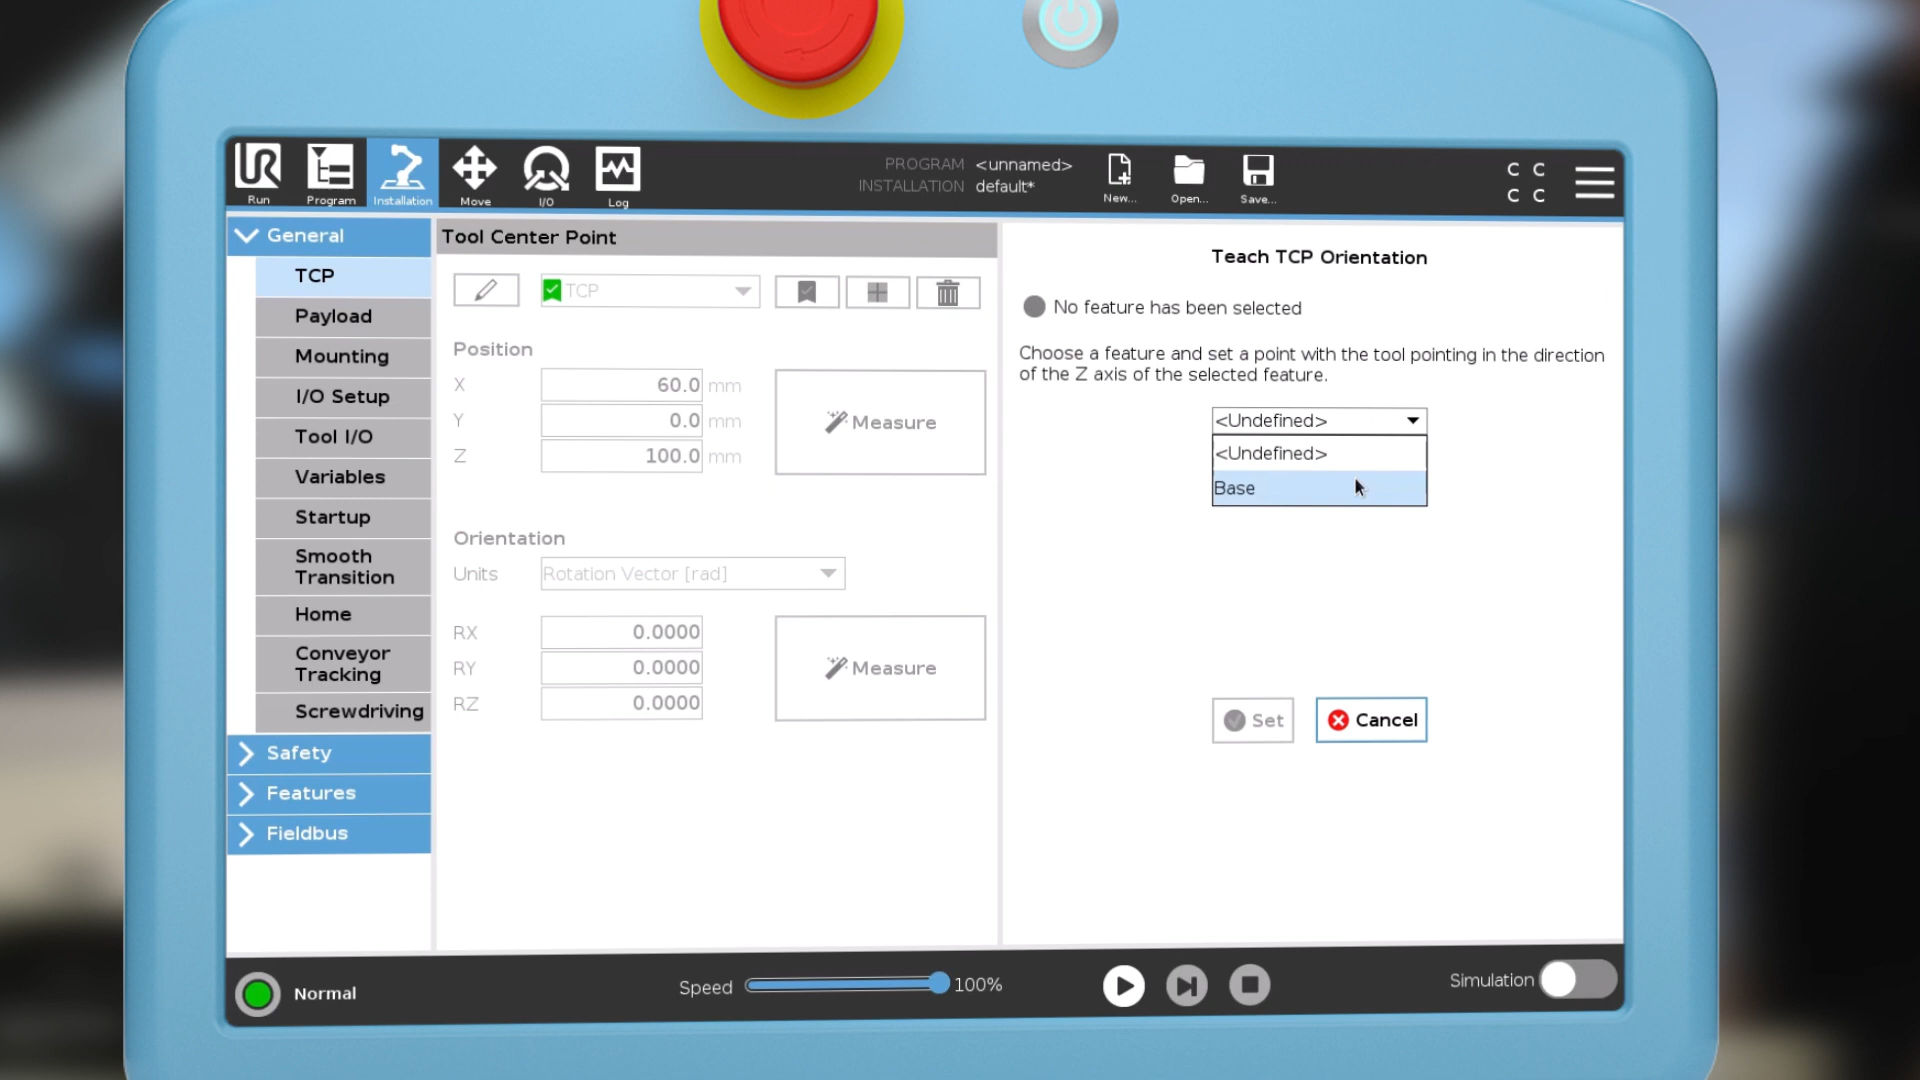 UR
Run
Program
Installation
Move
I/O
Log
PROGRAM <unnamed>
INSTALLATION default*
New...
Open...
Save...
C C
C C
General
TCP
Payload
Mounting
I/O Setup
Tool I/O
Variables
Startup
Smooth
Transition
Home
Conveyor
Tracking
Screwdriving
Safety
Features
Fieldbus
Tool Center Point
TCP
Position
X 60.0 mm
Y 0.0 mm
Z 100.0 mm
Measure
Orientation
Units Rotation Vector [rad]
RX 0.0000
RY 0.0000
RZ 0.0000
Measure
Teach TCP Orientation
No feature has been selected
Choose a feature and set a point with the tool pointing in the direction
of the Z axis of the selected feature.
<Undefined>
<Undefined>
Base
Set
Cancel
Normal
Speed 100%
Simulation